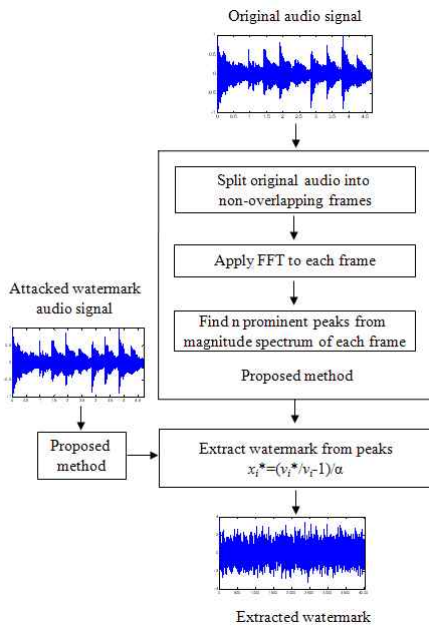 Original audio signal
Split original audio into
non-overlapping frames
Apply FFT to each frame
Find n prominent peaks from
magnitude spectrum of each frame
Proposed method
Attacked watermark
audio signal
Proposed
method
Extract watermark from peaks
xᵢ*=(vᵢ*/vᵢ-1)/α
Extracted watermark